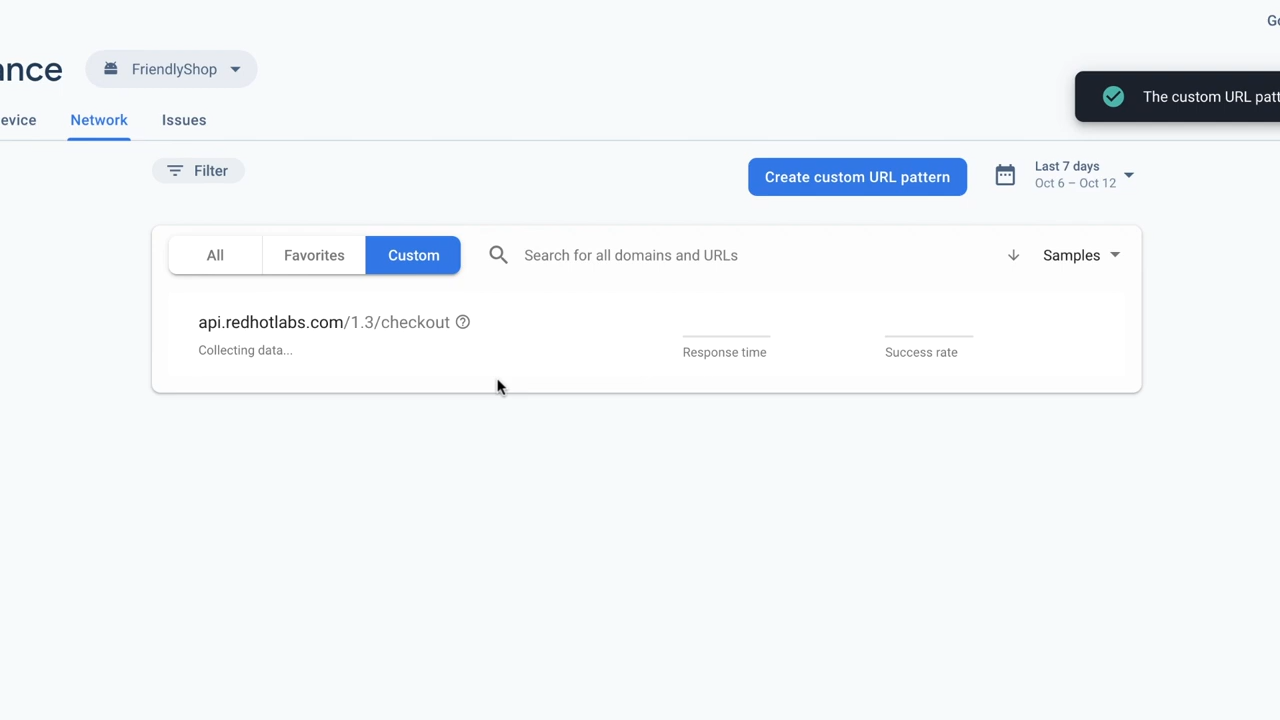 Go
nce
FriendlyShop
The custom URL patt
evice
Network
Issues
Filter
Create custom URL pattern
Last 7 days
Oct 6 – Oct 12
All
Favorites
Custom
Search for all domains and URLs
Samples
api.redhotlabs.com/1.3/checkout
Collecting data...
Response time
Success rate